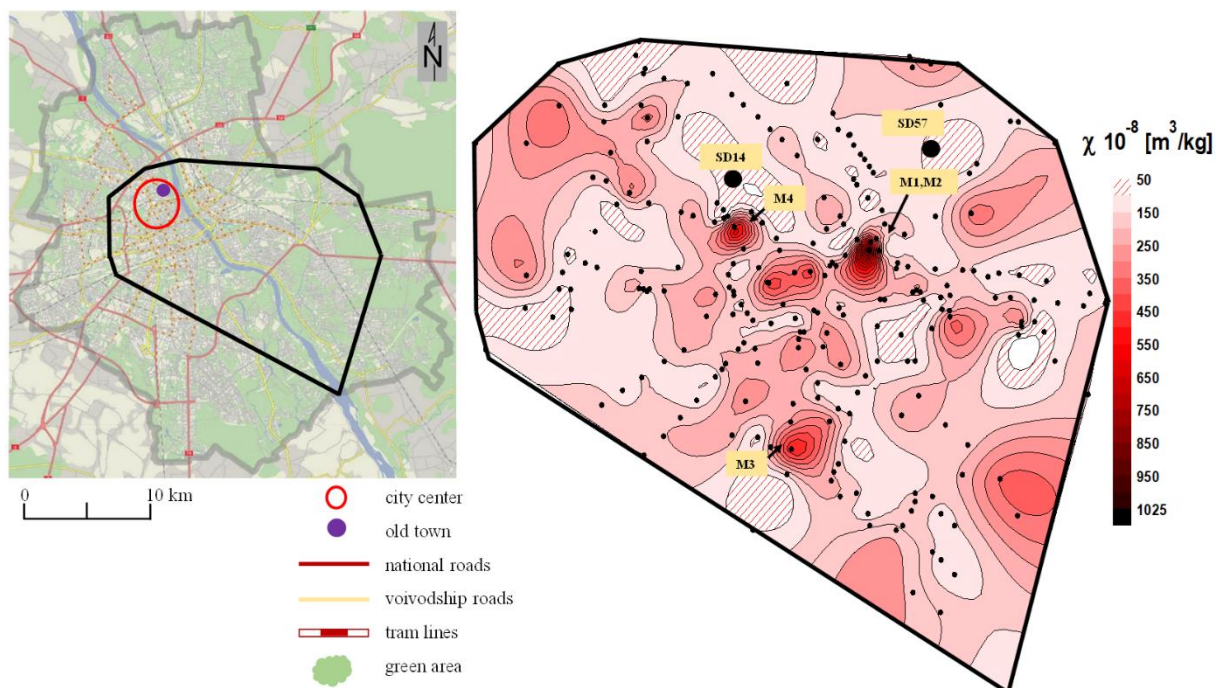 N
0 10 km
city center
old town
national roads
voivodship roads
tram lines
green area
SD57
SD14
M1,M2
M4
M3
χ 10⁻⁸ [m³/kg]
50
150
250
350
450
550
650
750
850
950
1025